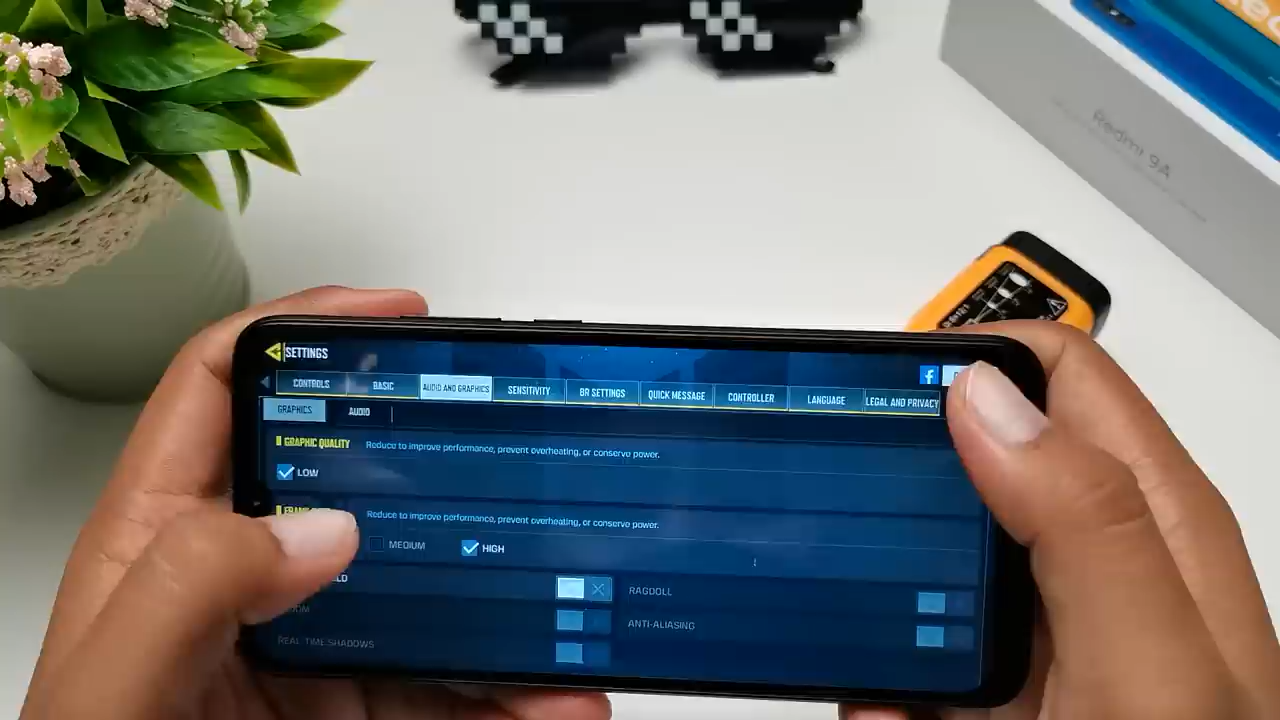 Redmi 9A
SETTINGS
CONTROLS BASIC AUDIO AND GRAPHICS SENSITIVITY BR SETTINGS QUICK MESSAGE CONTROLLER LANGUAGE LEGAL AND PRIVACY
GRAPHICS AUDIO
GRAPHIC QUALITY Reduce to improve performance, prevent overheating, or conserve power.
LOW
Reduce to improve performance, prevent overheating, or conserve power.
MEDIUM HIGH
RAGDOLL
ANTI-ALIASING
REAL-TIME SHADOWS